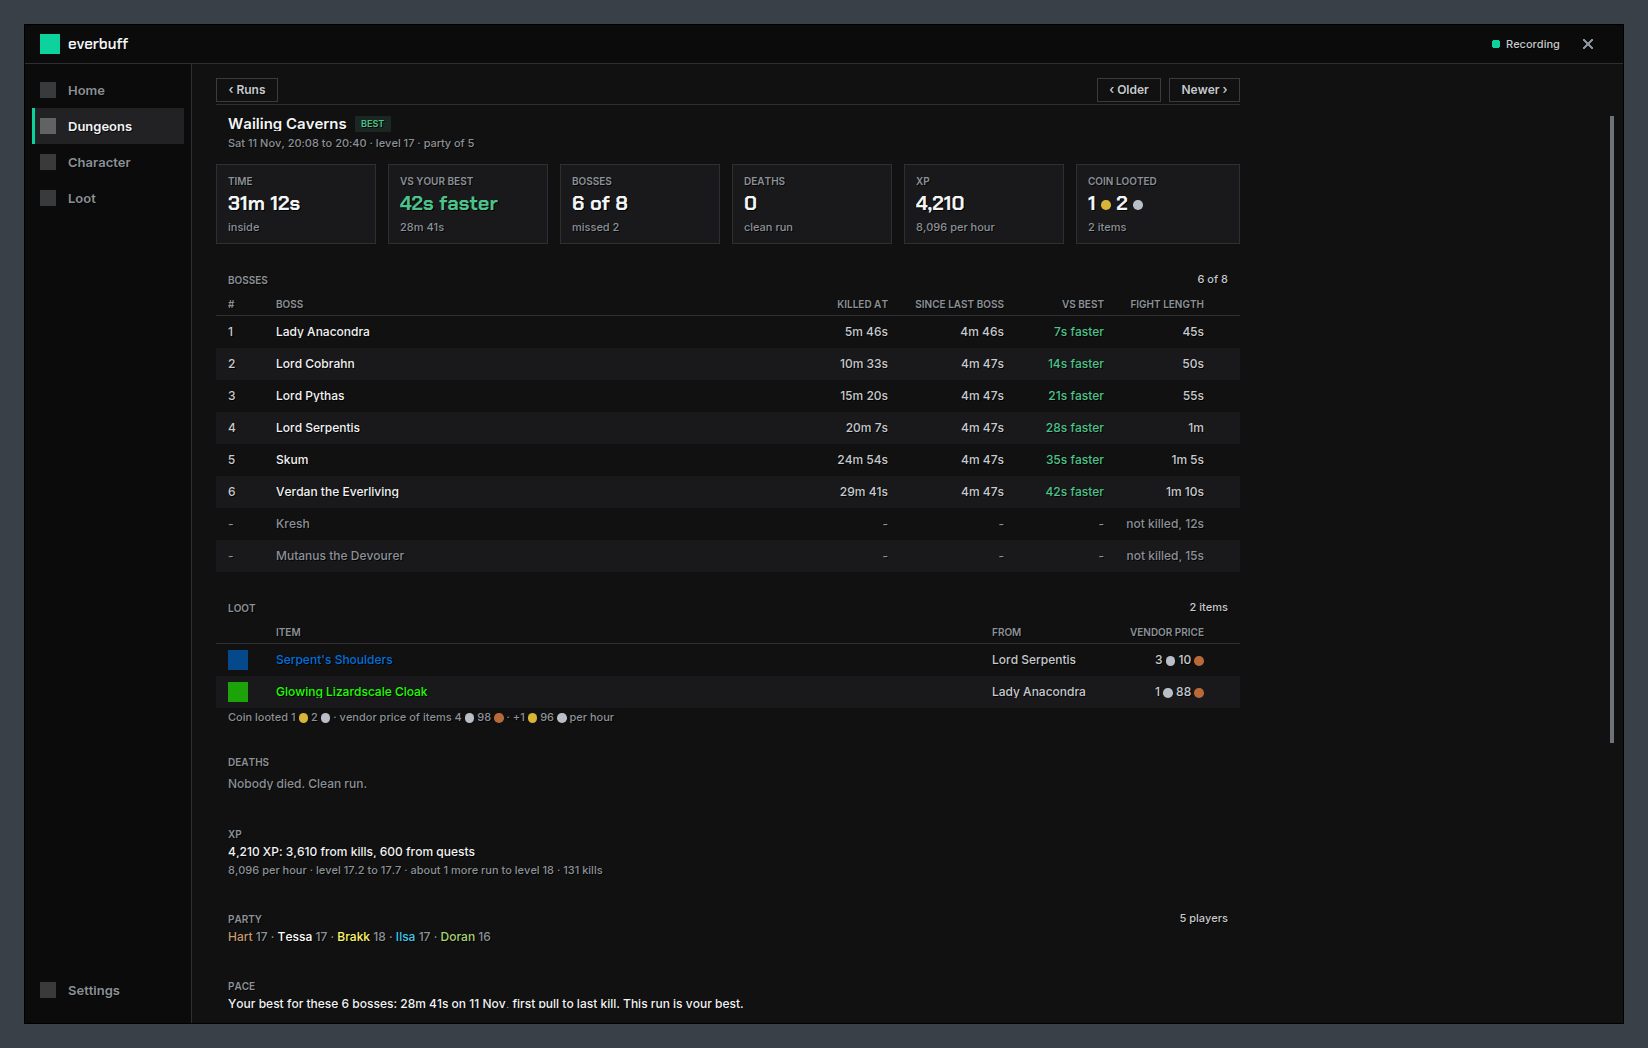 everbuff
Recording
Home
Dungeons
Character
Loot
Settings
‹ Runs
‹ Older
Newer ›
Wailing Caverns BEST
Sat 11 Nov, 20:08 to 20:40 · level 17 · party of 5
TIME
31m 12s
inside
VS YOUR BEST
42s faster
28m 41s
BOSSES
6 of 8
missed 2
DEATHS
0
clean run
XP
4,210
8,096 per hour
COIN LOOTED
1 2
2 items
BOSSES 6 of 8
# BOSS KILLED AT SINCE LAST BOSS VS BEST FIGHT LENGTH
1 Lady Anacondra 5m 46s 4m 46s 7s faster 45s
2 Lord Cobrahn 10m 33s 4m 47s 14s faster 50s
3 Lord Pythas 15m 20s 4m 47s 21s faster 55s
4 Lord Serpentis 20m 7s 4m 47s 28s faster 1m
5 Skum 24m 54s 4m 47s 35s faster 1m 5s
6 Verdan the Everliving 29m 41s 4m 47s 42s faster 1m 10s
- Kresh - - - not killed, 12s
- Mutanus the Devourer - - - not killed, 15s
LOOT 2 items
ITEM FROM VENDOR PRICE
Serpent's Shoulders Lord Serpentis 3 10
Glowing Lizardscale Cloak Lady Anacondra 1 88
Coin looted 1 2 · vendor price of items 4 98 · +1 96 per hour
DEATHS
Nobody died. Clean run.
XP
4,210 XP: 3,610 from kills, 600 from quests
8,096 per hour · level 17.2 to 17.7 · about 1 more run to level 18 · 131 kills
PARTY 5 players
Hart 17 · Tessa 17 · Brakk 18 · Ilsa 17 · Doran 16
PACE
Your best for these 6 bosses: 28m 41s on 11 Nov, first pull to last kill. This run is your best.